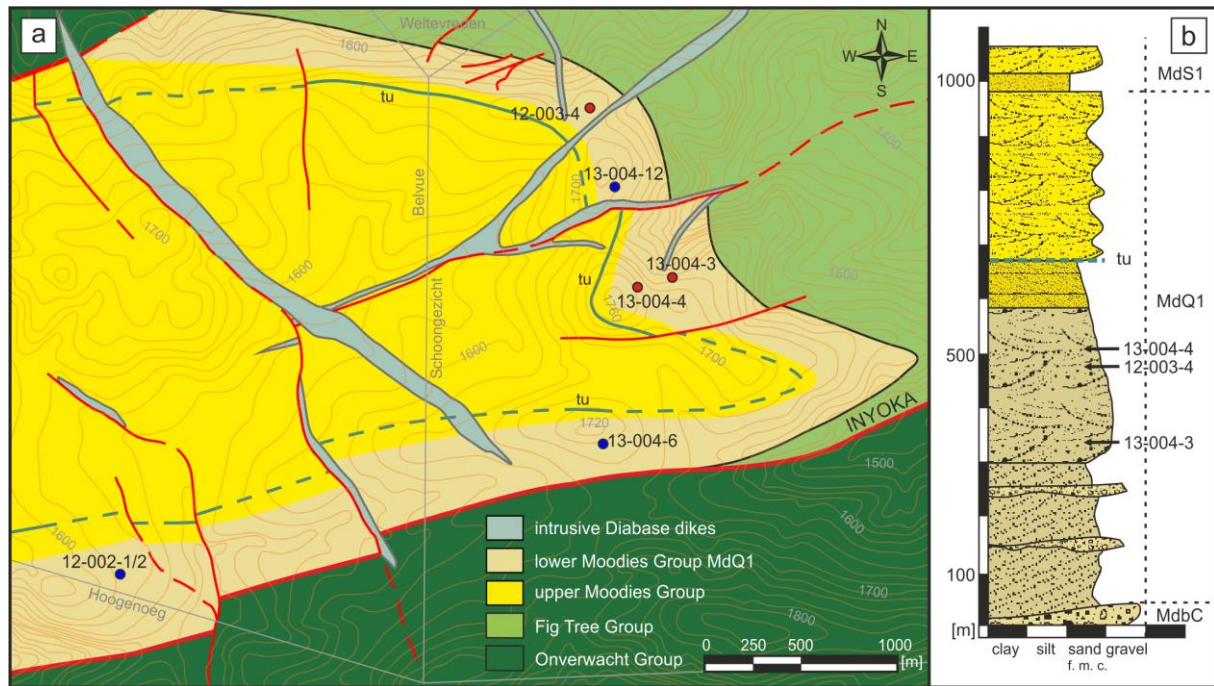 a
Weltevreden
N
W E
S
1600
tu
12-003-4
1400
13-004-12
1700
1700
Belvue
1600
13-004-3
1500
tu
13-004-4
1760
Schoongezicht
1600
1700
tu
INYOKA
1720
13-004-6
1500
1600
12-002-1/2
Hoogenoeg
1600
1700
1800
intrusive Diabase dikes
lower Moodies Group MdQ1
upper Moodies Group
Fig Tree Group
Onverwacht Group
0 250 500 1000
[m]
b
1000
MdS1
tu
MdQ1
500
13-004-4
12-003-4
13-004-3
100
MdbC
[m]
clay silt sand gravel
f. m. c.